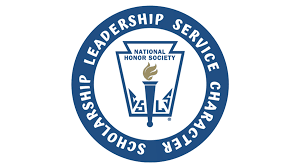 SCHOLARSHIP LEADERSHIP SERVICE CHARACTER
NATIONAL
HONOR SOCIETY
C S L S
®